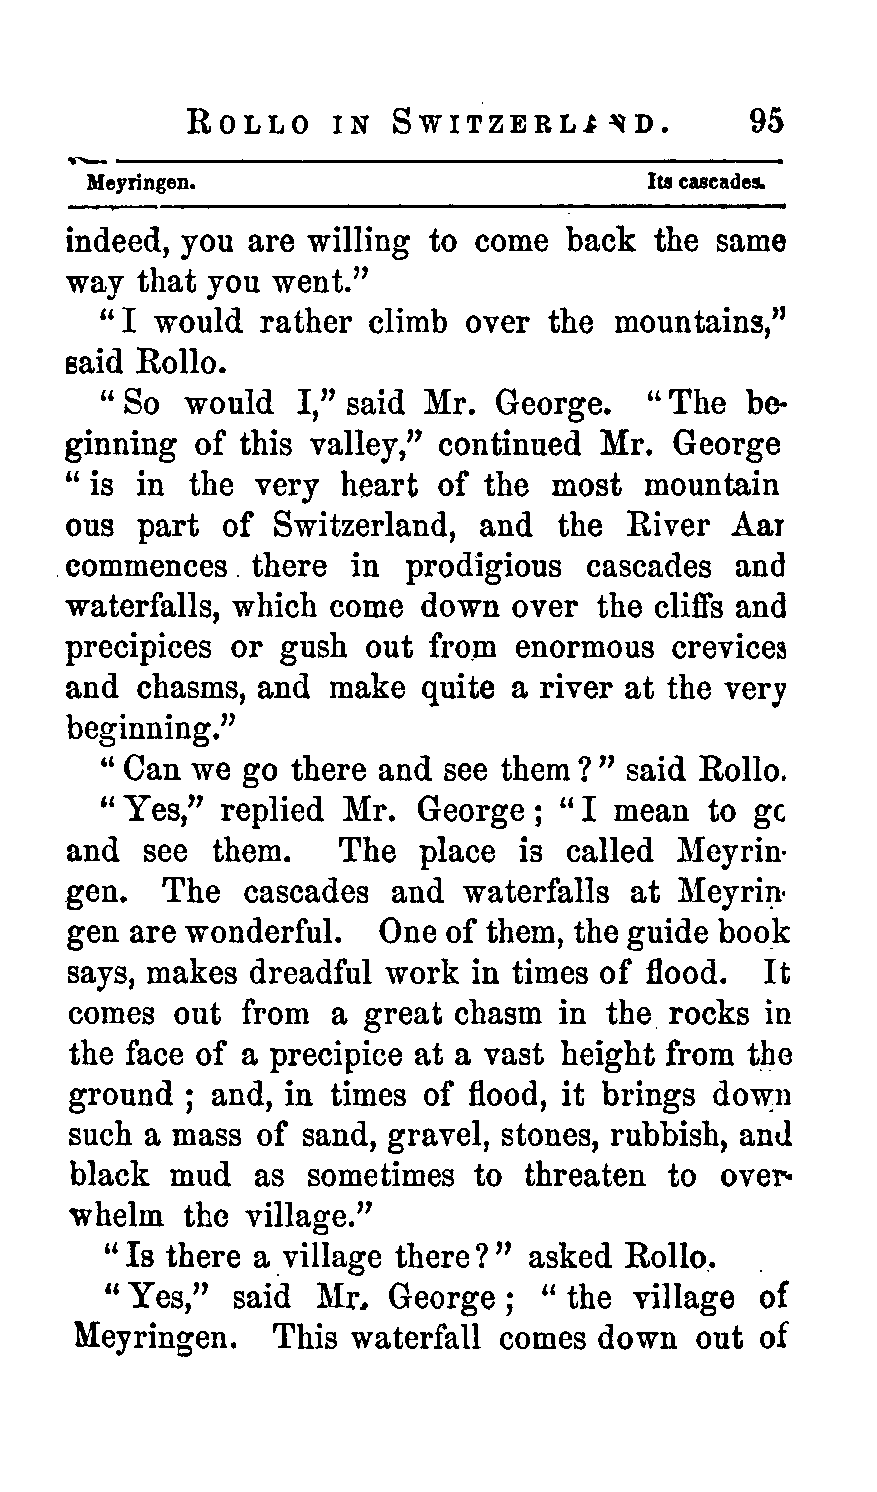 ROLLO IN SWITZERLAND. 95
Meyringen. Its cascades.
indeed, you are willing to come back the same
way that you went.”
“I would rather climb over the mountains,”
said Rollo.
“So would I,” said Mr. George. “The be-
ginning of this valley,” continued Mr. George
“is in the very heart of the most mountain
ous part of Switzerland, and the River Aar
commences there in prodigious cascades and
waterfalls, which come down over the cliffs and
precipices or gush out from enormous crevices
and chasms, and make quite a river at the very
beginning.”
“Can we go there and see them?” said Rollo.
“Yes,” replied Mr. George; “I mean to go
and see them. The place is called Meyrin-
gen. The cascades and waterfalls at Meyrin-
gen are wonderful. One of them, the guide book
says, makes dreadful work in times of flood. It
comes out from a great chasm in the rocks in
the face of a precipice at a vast height from the
ground; and, in times of flood, it brings down
such a mass of sand, gravel, stones, rubbish, and
black mud as sometimes to threaten to over-
whelm the village.”
“Is there a village there?” asked Rollo.
“Yes,” said Mr. George; “the village of
Meyringen. This waterfall comes down out of